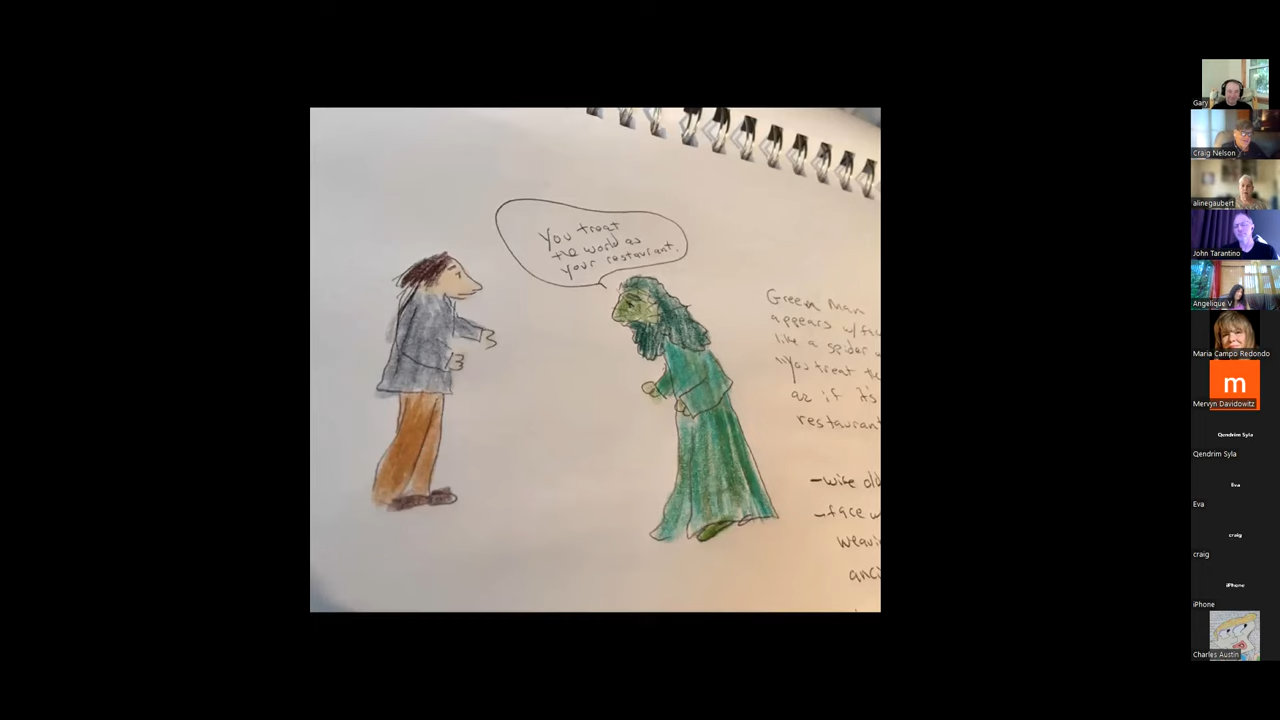 You treat
the world as
your restaurant.
Green Man
appears w/
like a spider
"You treat
as if it's
restaurant
-wise
-face
Gary
Craig Nelson
alinegaubert
John Tarantino
Angelique V
Maria Campo Redondo
m
Mervyn Davidowitz
Qendrim Syla
Qendrim Syla
Eva
Eva
craig
craig
iPhone
iPhone
Charles Austin